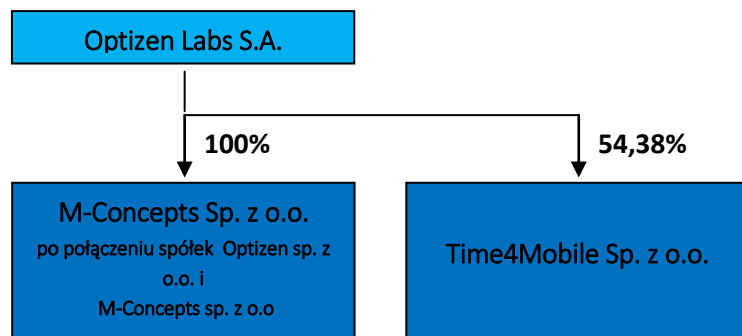 Optizen Labs S.A.
100%
54,38%
M-Concepts Sp. z o.o.
po połączeniu spółek Optizen sp. z
o.o. i
M-Concepts sp. z o.o
Time4Mobile Sp. z o.o.